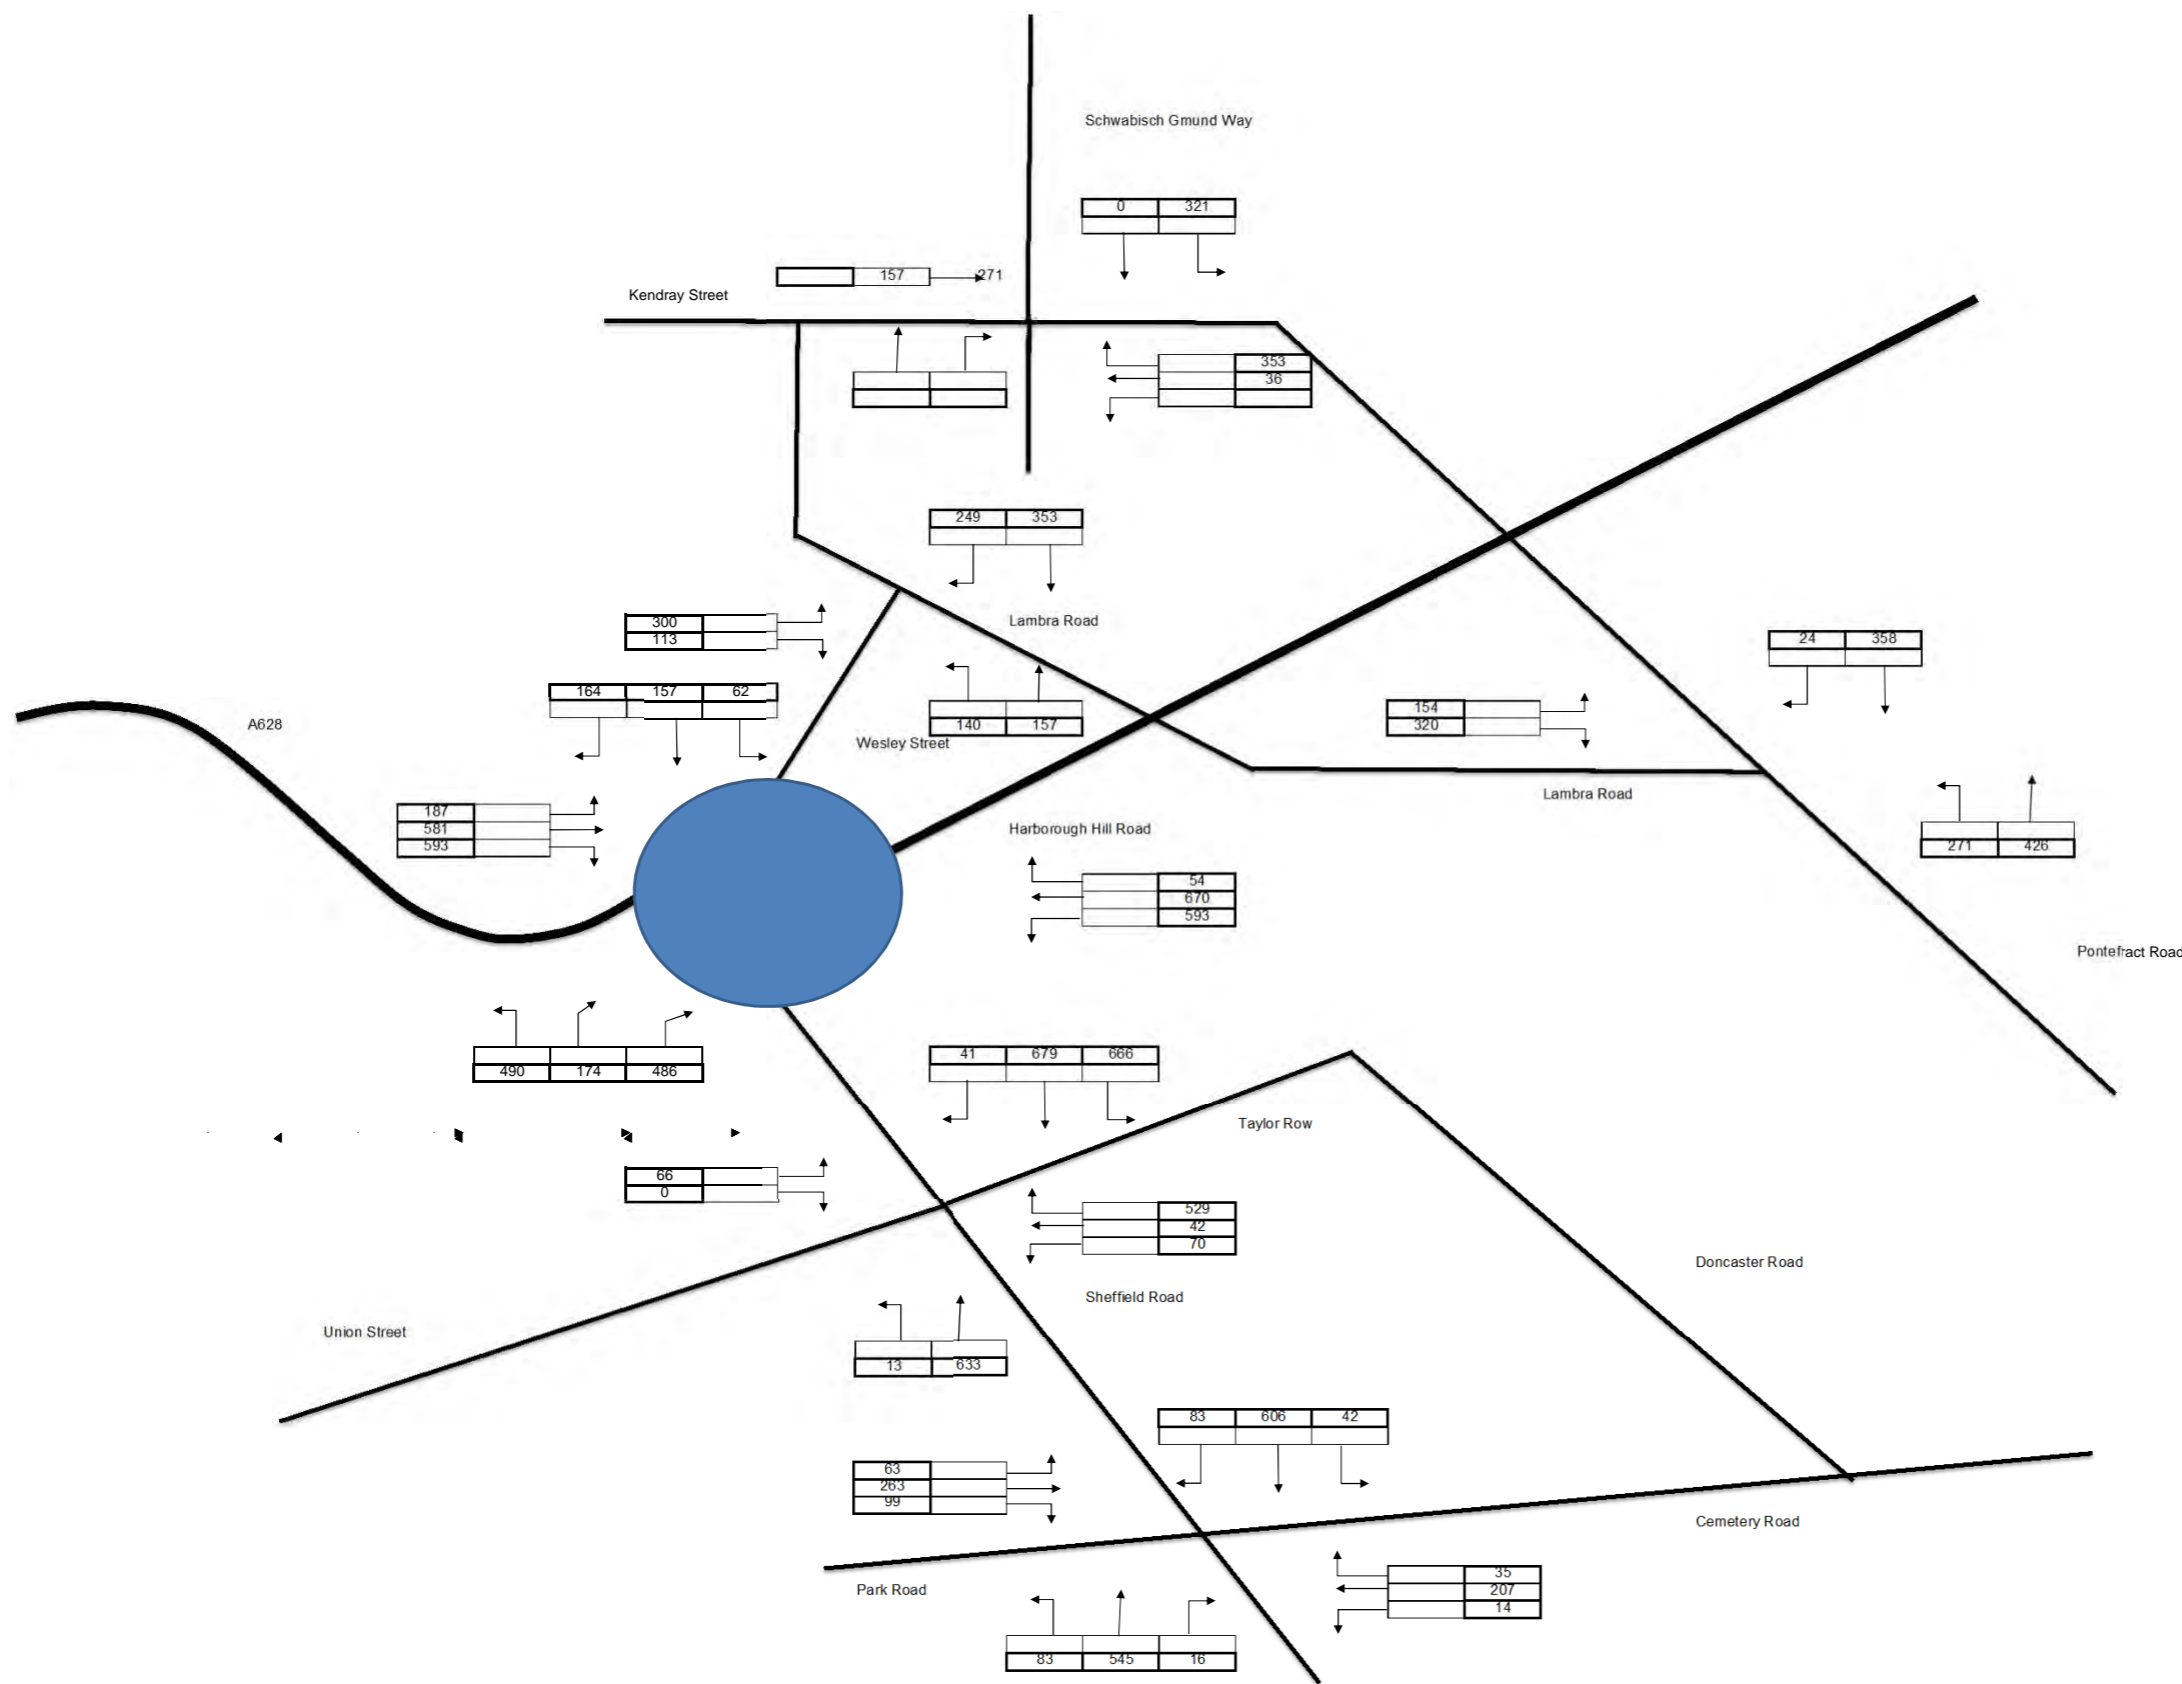 Schwabisch Gmund Way
0 321
157 271
Kendray Street
353
36
249 353
Lambra Road
300
113
24 358
164 157 62
154
320
140 157
A628
Wesley Street
Lambra Road
187
581
593
Harborough Hill Road
271 426
54
670
593
Pontefract Road
41 679 666
490 174 486
Taylor Row
66
0
529
42
70
Doncaster Road
Sheffield Road
Union Street
13 633
83 606 42
63
263
99
Cemetery Road
35
207
14
Park Road
83 545 16